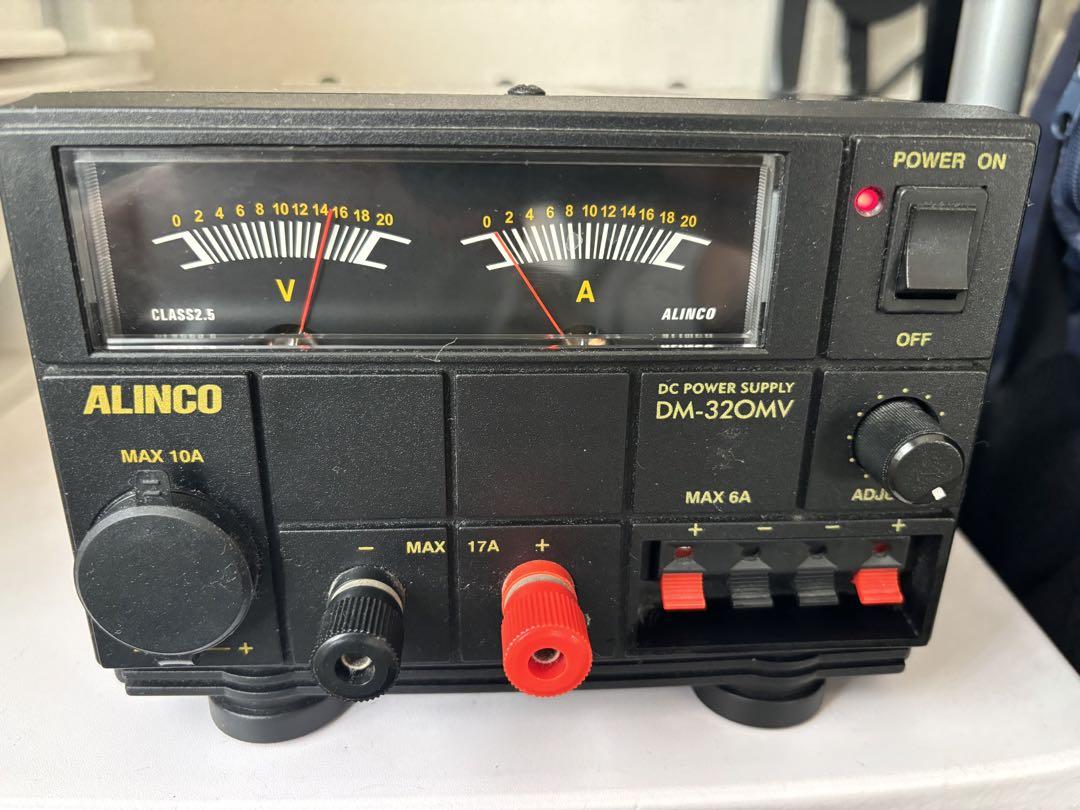 POWER ON
0 2 4 6 8 10 12 14 16 18 20
0 2 4 6 8 10 12 14 16 18 20
V
A
CLASS2.5
ALINCO
OFF
ALINCO
DC POWER SUPPLY
DM-320MV
MAX 10A
MAX 6A
+ − − +
− MAX 17A +
− +